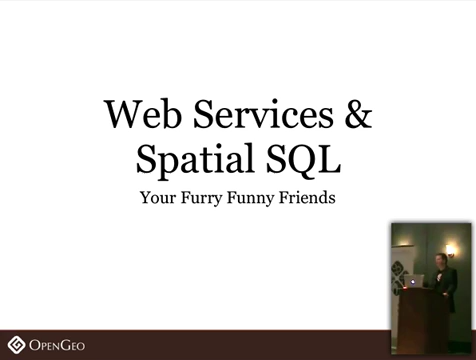 Web Services &
Spatial SQL
Your Furry Funny Friends
OPENGEO